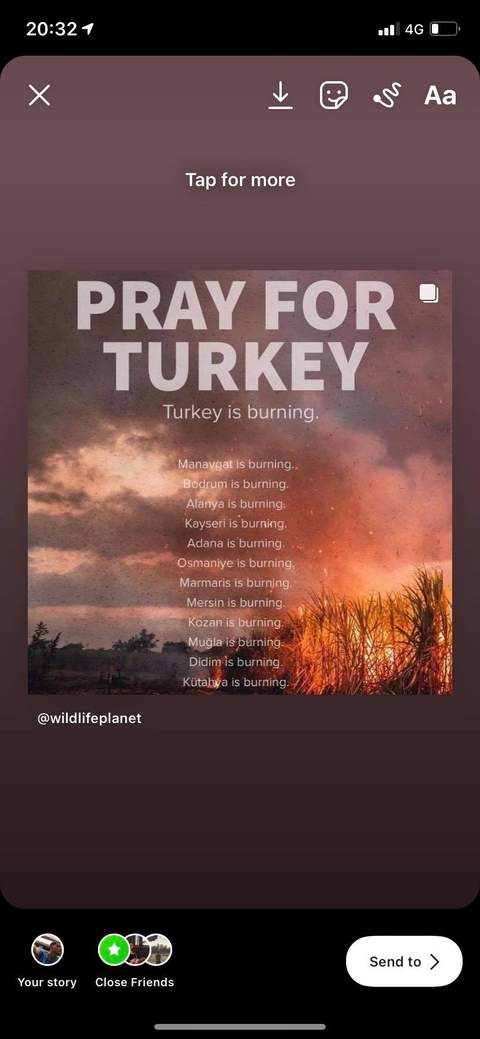 20:32
4G
Aa
Tap for more
PRAY FOR
TURKEY
Turkey is burning.
Manavgat is burning..
Bodrum is burning.
Alanya is burning.
Kayseri is burning.
Adana is burning.
Osmaniye is burning.
Marmaris is burning.
Mersin is burning.
Kozan is burning.
Muğla is burning.
Didim is burning.
Kütahya is burning.
@wildlifeplanet
Your story
Close Friends
Send to